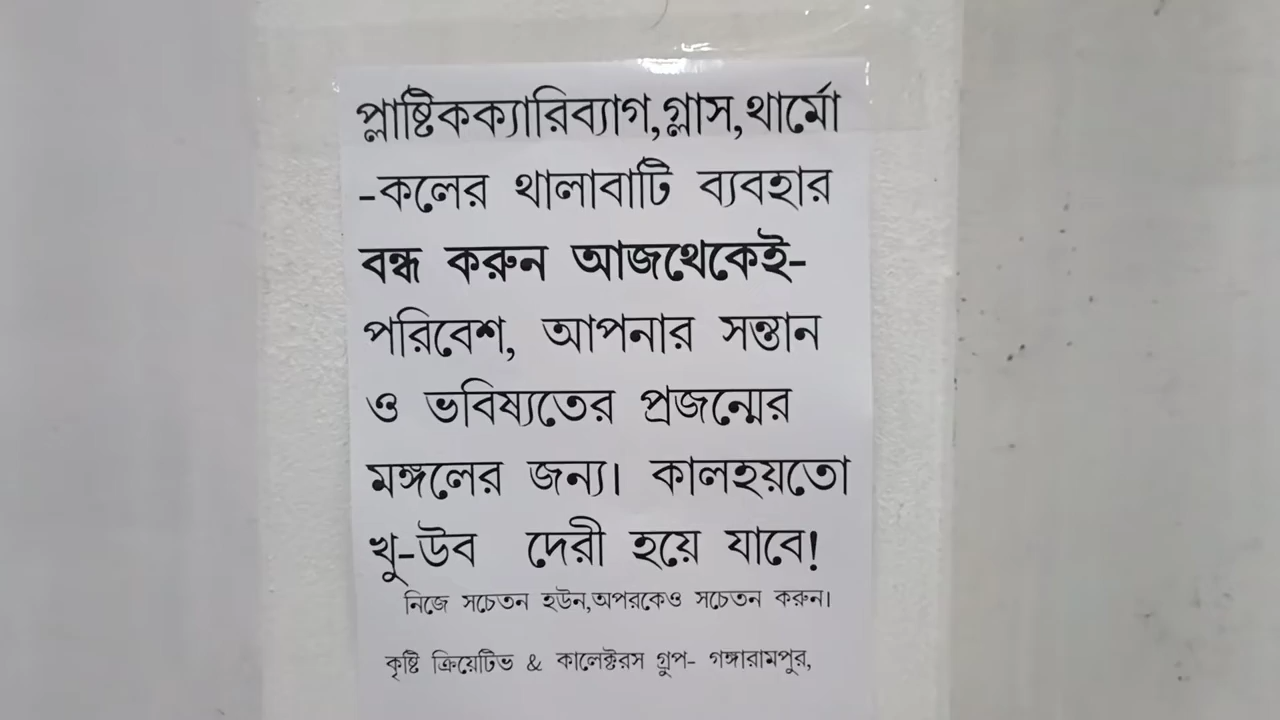 প্লাষ্টিকক্যারিব্যাগ,গ্লাস,থার্মো
-কলের থালাবাটি ব্যবহার
বন্ধ করুন আজথেকেই-
পরিবেশ, আপনার সন্তান
ও ভবিষ্যতের প্রজন্মের
মঙ্গলের জন্য। কালহয়তো
খু-উব দেরী হয়ে যাবে!
নিজে সচেতন হউন,অপরকেও সচেতন করুন।
কৃষ্টি ক্রিয়েটিভ & কালেক্টরস গ্রুপ- গঙ্গারামপুর,